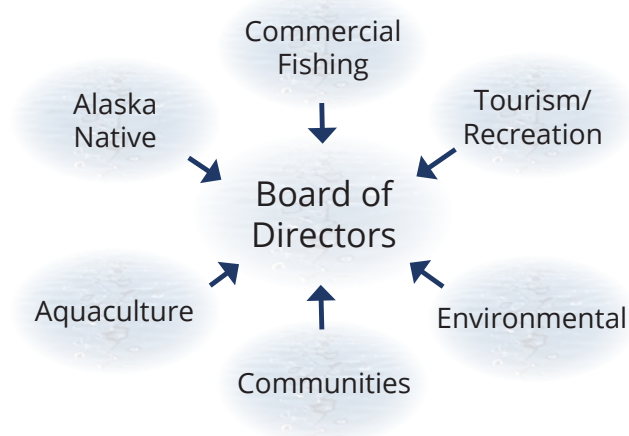 Commercial
Fishing
Alaska
Native
Tourism/
Recreation
Board of
Directors
Aquaculture
Environmental
Communities